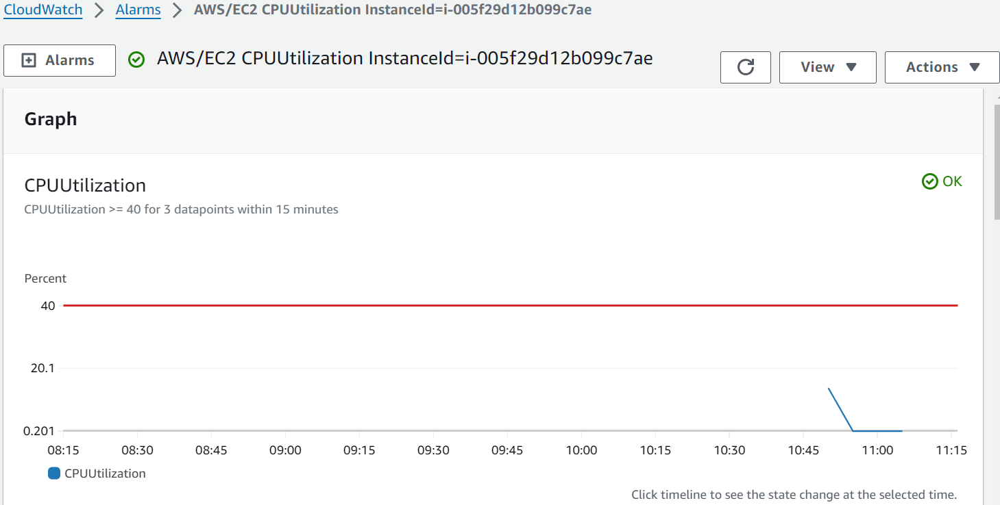 CloudWatch Alarms AWS/EC2 CPUUtilization InstanceId=i-005f29d12b099c7ae
Alarms AWS/EC2 CPUUtilization InstanceId=i-005f29d12b099c7ae View Actions
Graph
CPUUtilization OK
CPUUtilization >= 40 for 3 datapoints within 15 minutes
Percent
40
20.1
0.201
08:15 08:30 08:45 09:00 09:15 09:30 09:45 10:00 10:15 10:30 10:45 11:00 11:15
CPUUtilization
Click timeline to see the state change at the selected time.